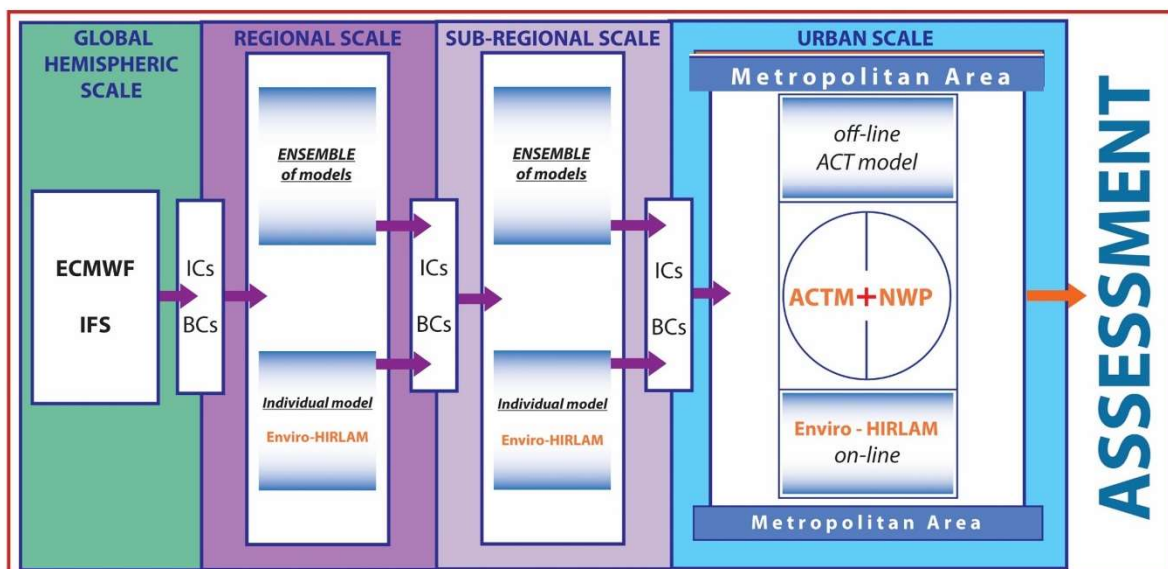 GLOBAL
HEMISPHERIC
SCALE
ECMWF
IFS
ICs
BCs
REGIONAL SCALE
ENSEMBLE
of models
Individual model
Enviro-HIRLAM
ICs
BCs
SUB-REGIONAL SCALE
ENSEMBLE
of models
Individual model
Enviro-HIRLAM
ICs
BCs
URBAN SCALE
Metropolitan Area
off-line
ACT model
ACTM+NWP
Enviro - HIRLAM
on-line
Metropolitan Area
ASSESSMENT